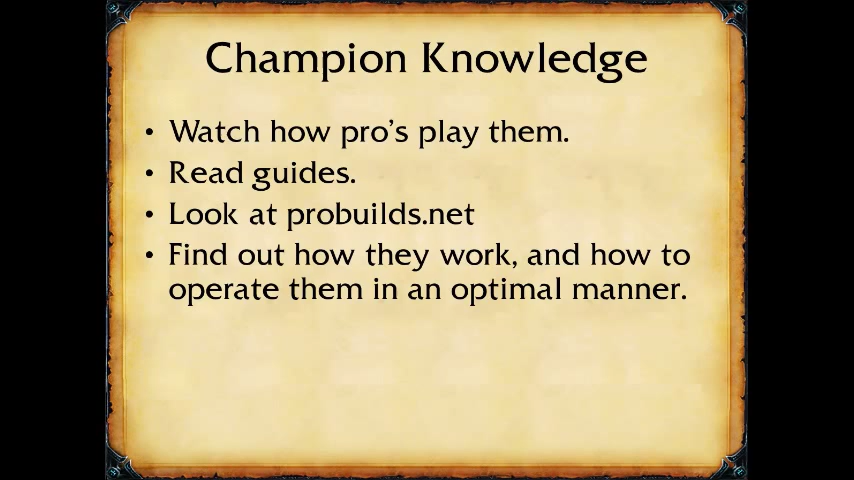 Champion Knowledge
• Watch how pro's play them.
• Read guides.
• Look at probuilds.net
• Find out how they work, and how to
operate them in an optimal manner.